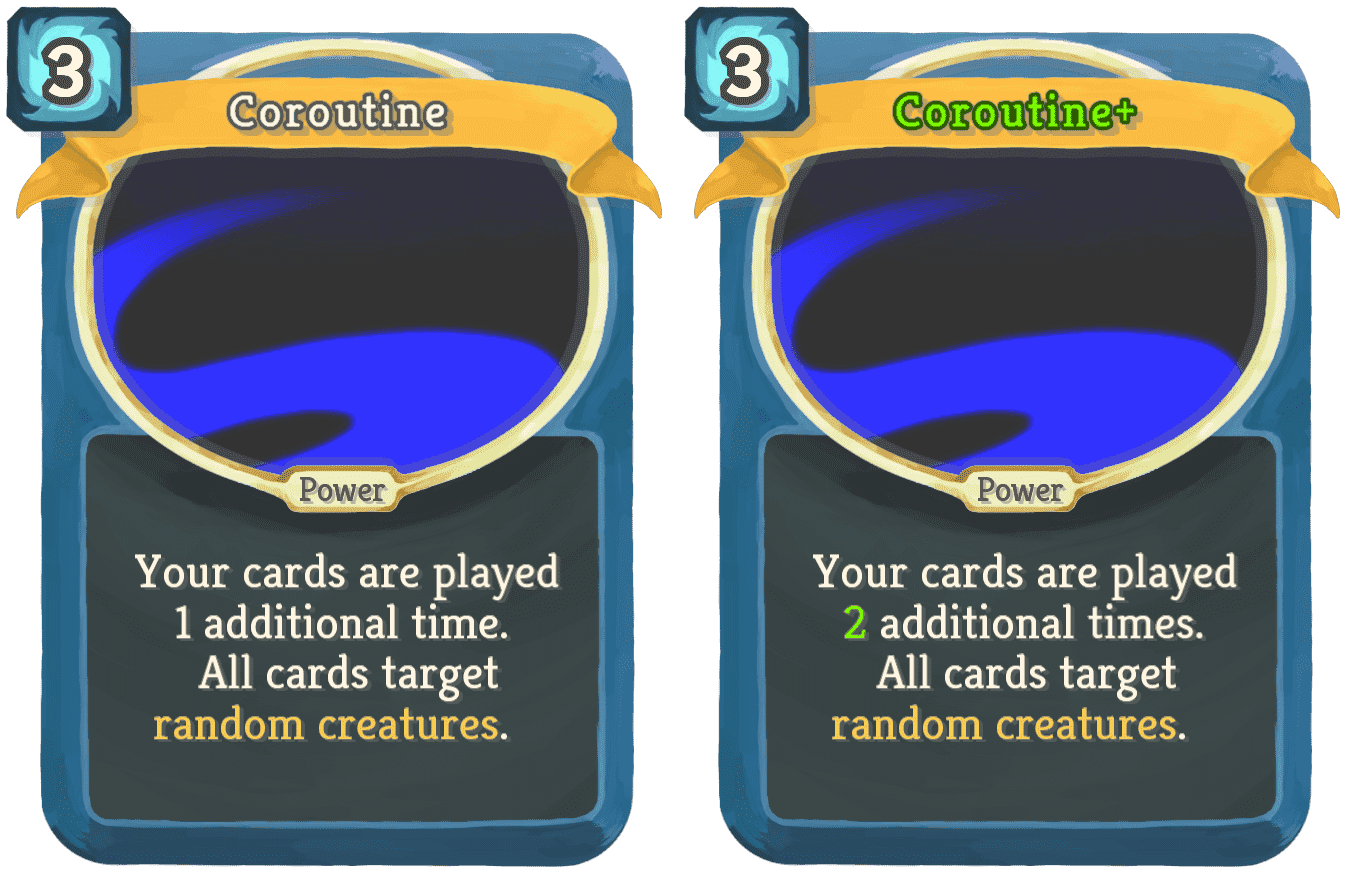 3
Coroutine
Power
Your cards are played
1 additional time.
All cards target
random creatures.
3
Coroutine+
Power
Your cards are played
2 additional times.
All cards target
random creatures.